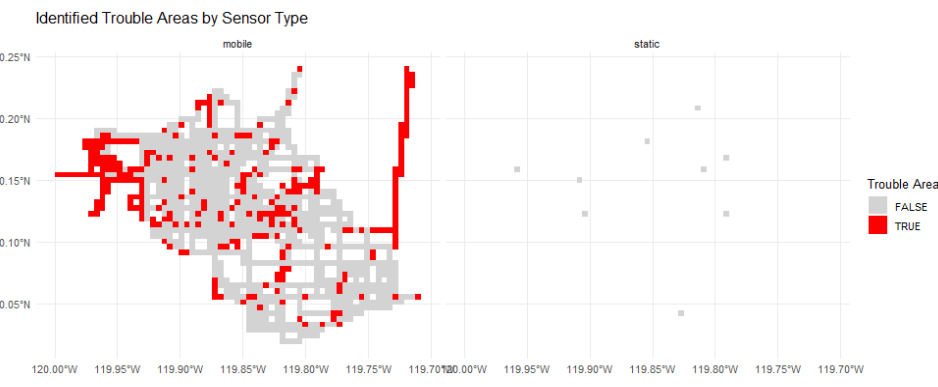 Identified Trouble Areas by Sensor Type
mobile
static
0.25°N
0.20°N
0.15°N
0.10°N
0.05°N
120.00°W 119.95°W 119.90°W 119.85°W 119.80°W 119.75°W 119.70°W
120.00°W 119.95°W 119.90°W 119.85°W 119.80°W 119.75°W 119.70°W
Trouble Area
FALSE
TRUE